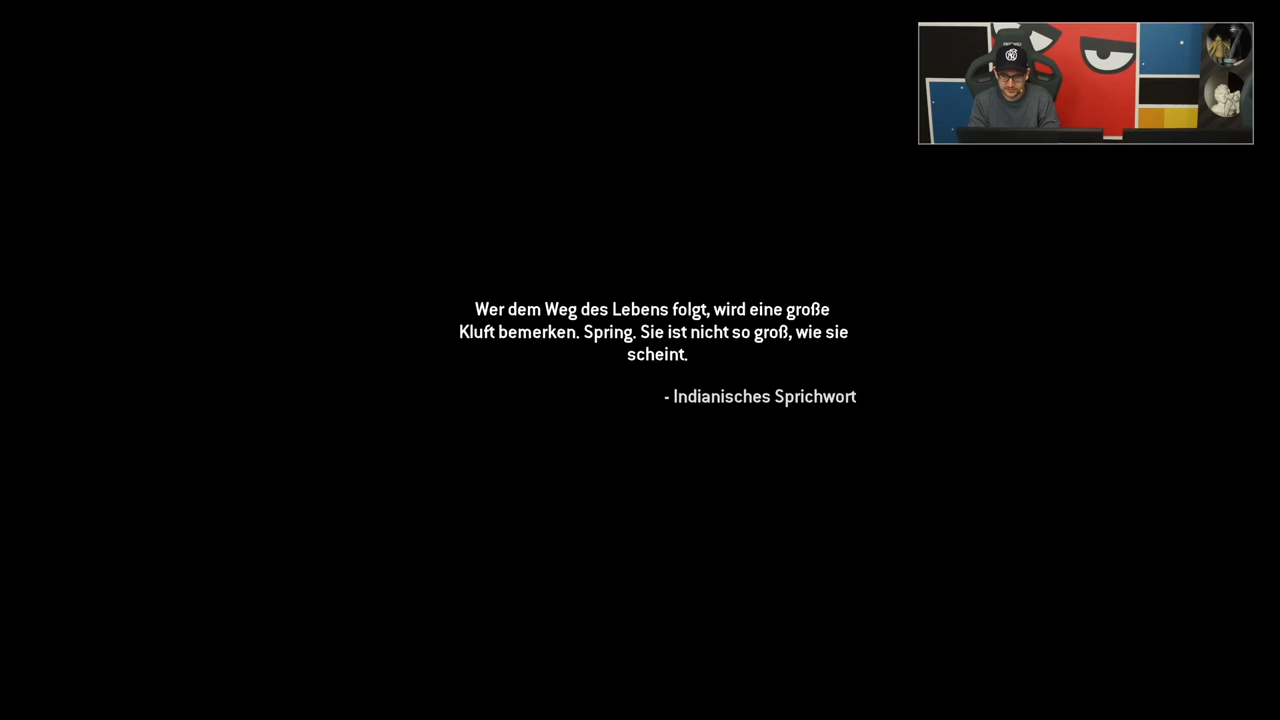 Wer dem Weg des Lebens folgt, wird eine große
Kluft bemerken. Spring. Sie ist nicht so groß, wie sie
scheint.
- Indianisches Sprichwort